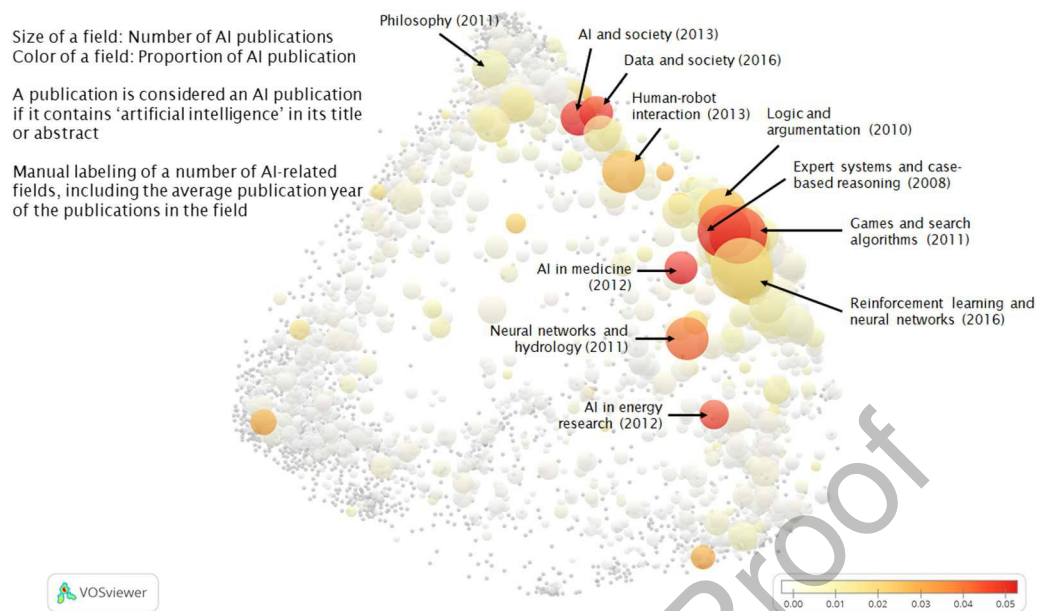 Size of a field: Number of AI publications
Color of a field: Proportion of AI publication
A publication is considered an AI publication
if it contains ‘artificial intelligence’ in its title
or abstract
Manual labeling of a number of AI-related
fields, including the average publication year
of the publications in the field
Philosophy (2011)
AI and society (2013)
Data and society (2016)
Human-robot
interaction (2013)
Logic and
argumentation (2010)
Expert systems and case-
based reasoning (2008)
Games and search
algorithms (2011)
AI in medicine
(2012)
Reinforcement learning and
neural networks (2016)
Neural networks and
hydrology (2011)
AI in energy
research (2012)
Proof
VOSviewer
0.00 0.01 0.02 0.03 0.04 0.05